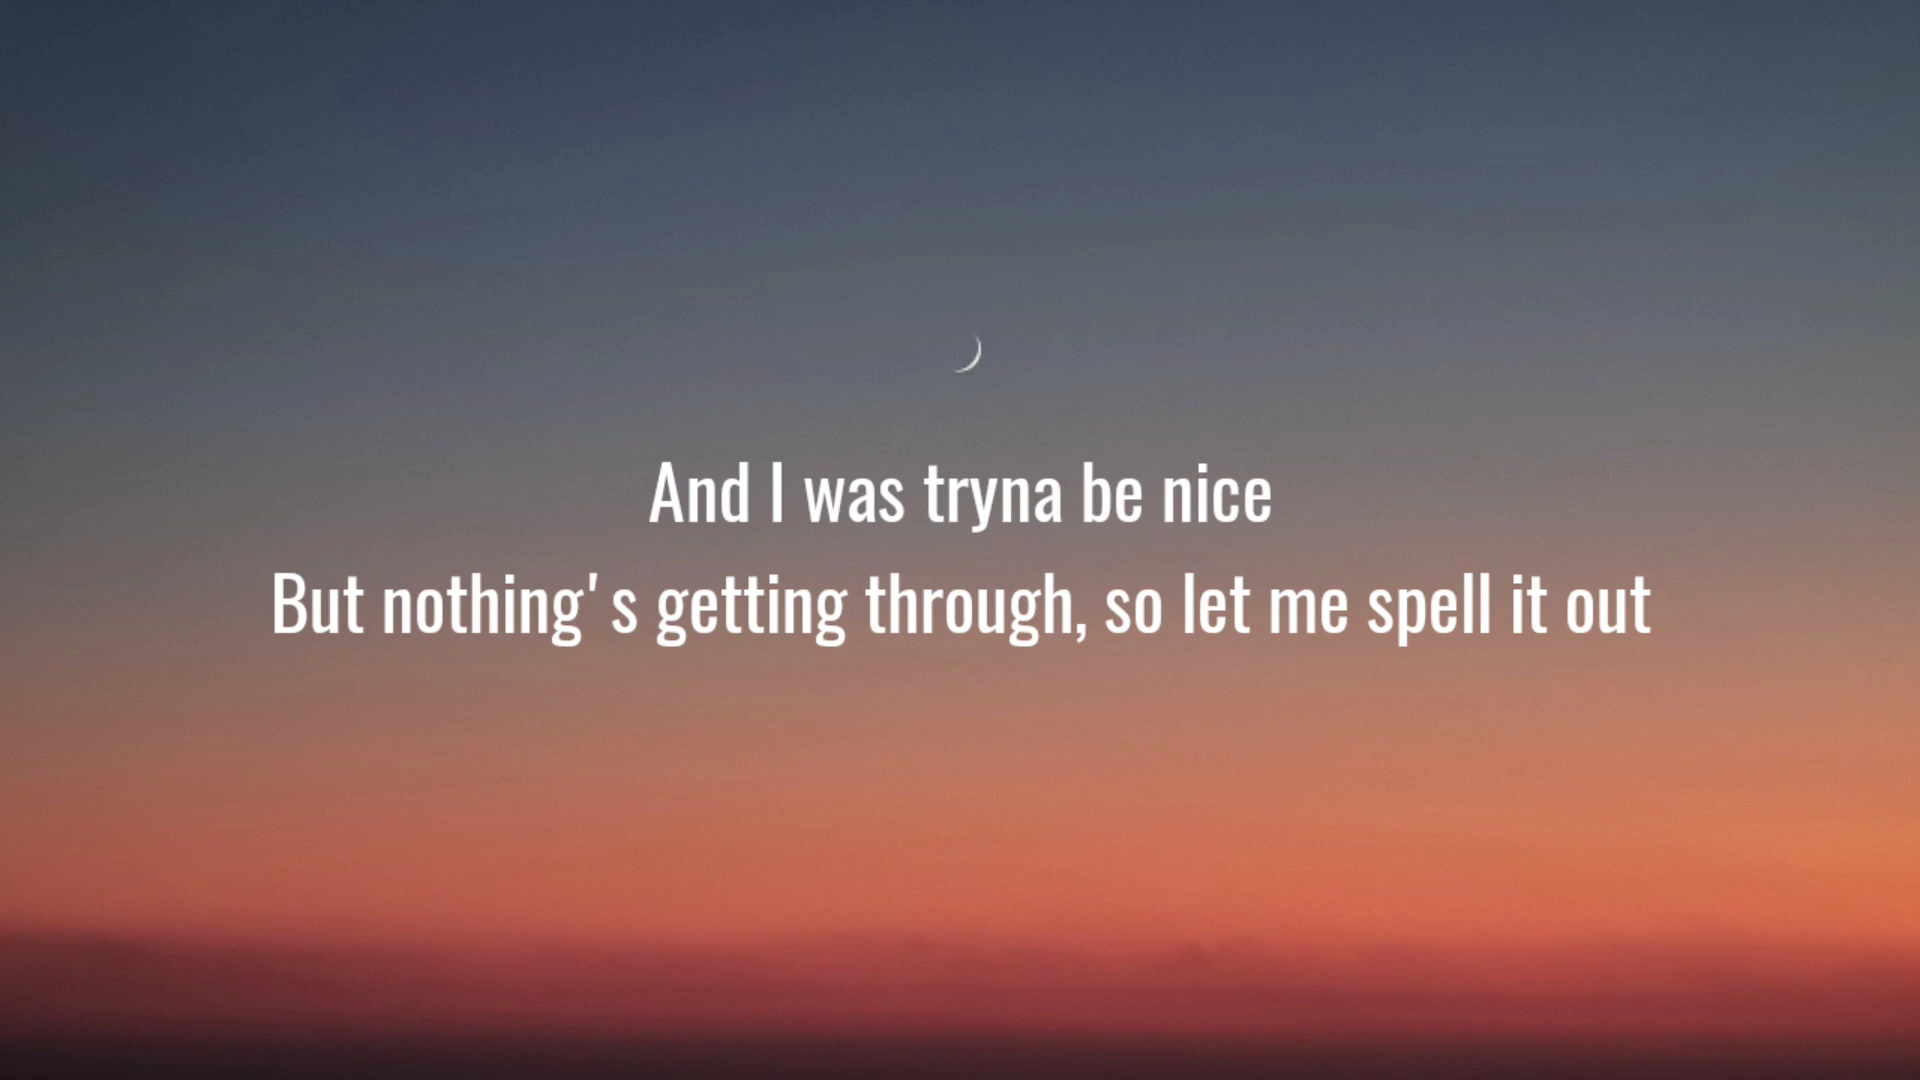 And I was tryna be nice
But nothing's getting through, so let me spell it out